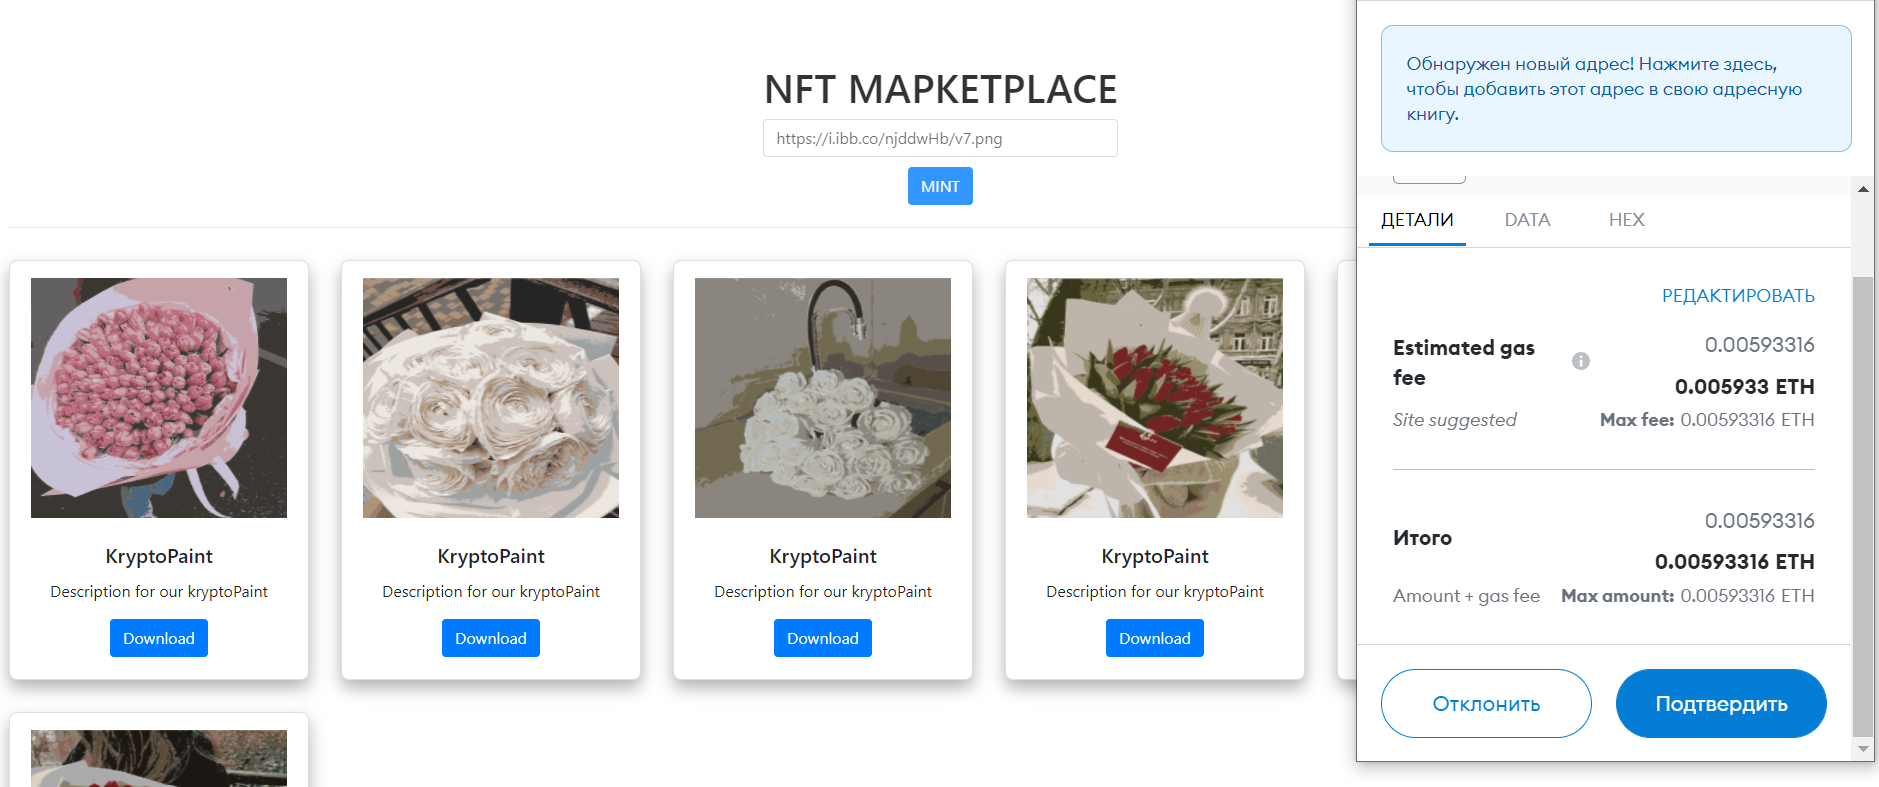 NFT MAPKETPLACE
https://i.ibb.co/njddwHb/v7.png
MINT
KryptoPaint
Description for our kryptoPaint
Download
KryptoPaint
Description for our kryptoPaint
Download
KryptoPaint
Description for our kryptoPaint
Download
KryptoPaint
Description for our kryptoPaint
Download
Обнаружен новый адрес! Нажмите здесь,
чтобы добавить этот адрес в свою адресную
книгу.
ДЕТАЛИ DATA HEX
РЕДАКТИРОВАТЬ
Estimated gas
fee
0.00593316
0.005933 ETH
Site suggested Max fee: 0.00593316 ETH
0.00593316
Итого
0.00593316 ETH
Amount + gas fee Max amount: 0.00593316 ETH
Отклонить Подтвердить